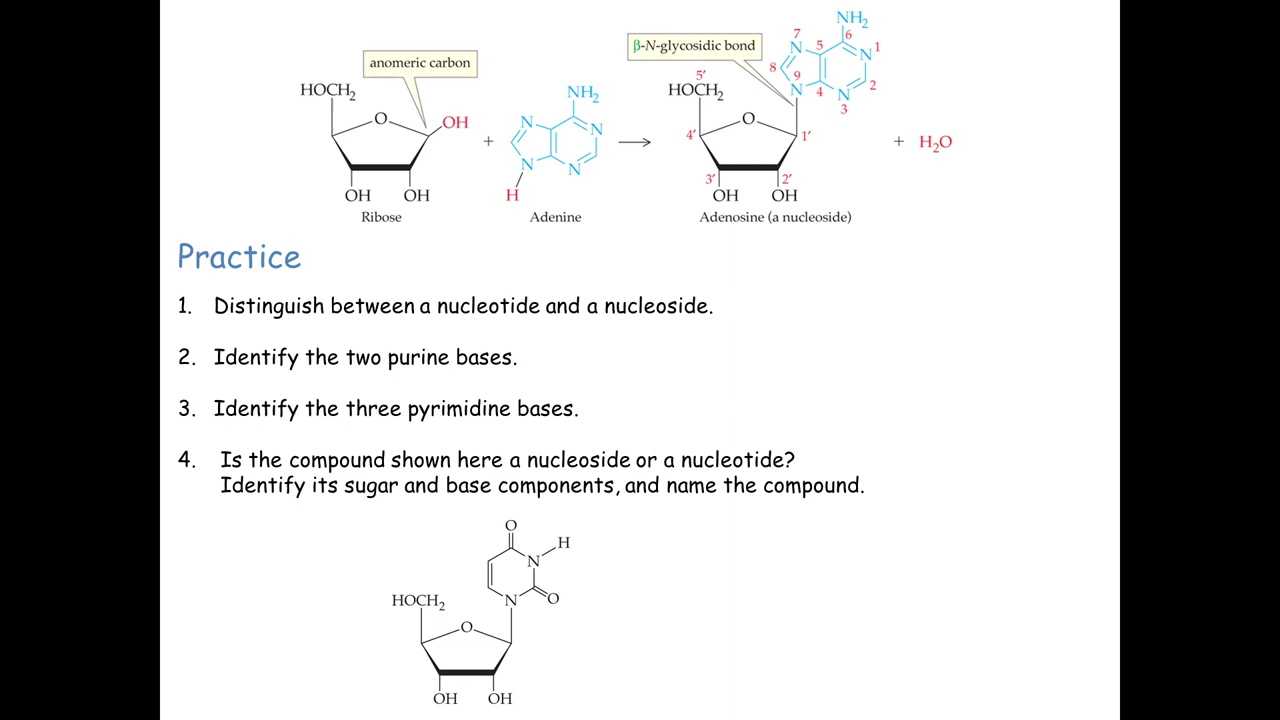 NH₂
β-N-glycosidic bond
7
6
5
N
N
1
anomeric carbon
8
9
N
4
N
2
3
5′
HOCH₂
NH₂
HOCH₂
O
OH
N
N
O
4′
1′
+
N
N
+ H₂O
H
3′
2′
OH
OH
OH
OH
Ribose
Adenine
Adenosine (a nucleoside)
Practice
1. Distinguish between a nucleotide and a nucleoside.
2. Identify the two purine bases.
3. Identify the three pyrimidine bases.
4. Is the compound shown here a nucleoside or a nucleotide?
Identify its sugar and base components, and name the compound.
O
H
N
HOCH₂
N
O
O
OH
OH